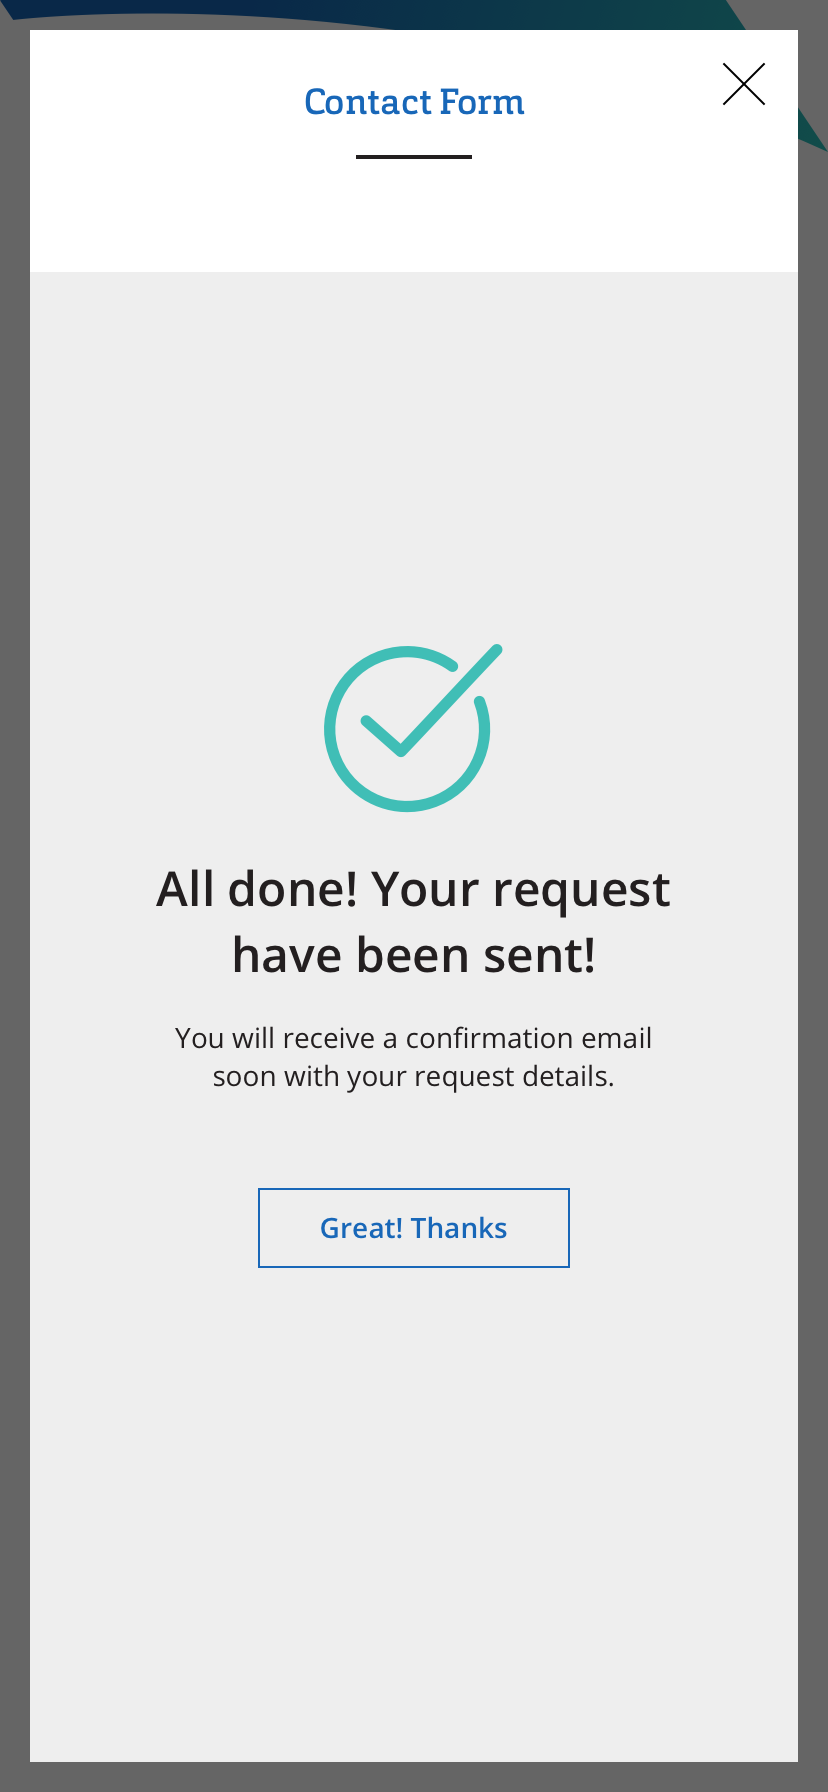 Contact Form
All done! Your request
have been sent!
You will receive a confirmation email
soon with your request details.
Great! Thanks